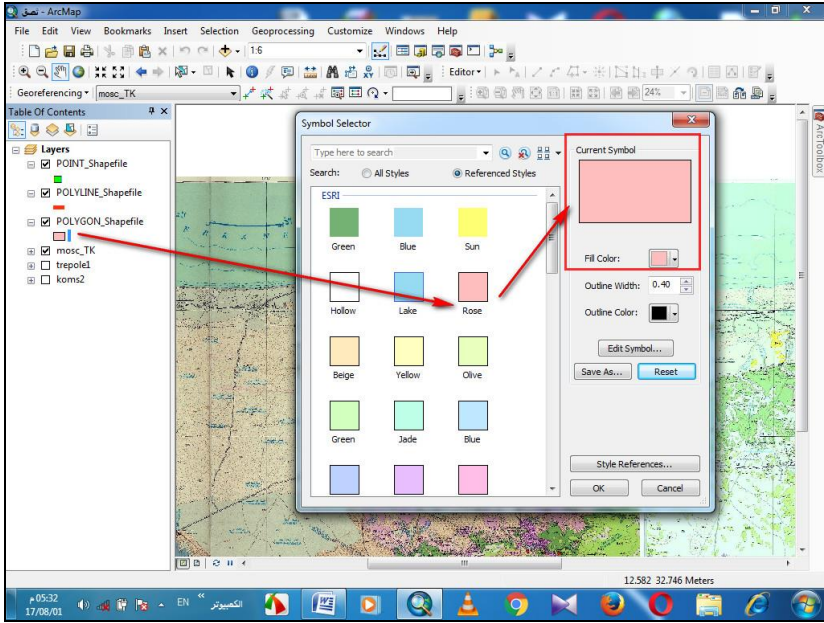 نصق - ArcMap
File Edit View Bookmarks Insert Selection Geoprocessing Customize Windows Help
1:6
Editor
Georeferencing mosc_TK 24%
Table Of Contents
Layers
POINT_Shapefile
POLYLINE_Shapefile
POLYGON_Shapefile
mosc_TK
trepole1
koms2
Symbol Selector
Type here to search
Search: All Styles Referenced Styles
ESRI
Green Blue Sun
Hollow Lake Rose
Beige Yellow Olive
Green Jade Blue
Current Symbol
Fill Color:
Outline Width: 0.40
Outline Color:
Edit Symbol...
Save As... Reset
Style References...
OK Cancel
ArcToolbox
12.582 32.746 Meters
05:32 م
17/08/01
EN
الكمبيوتر